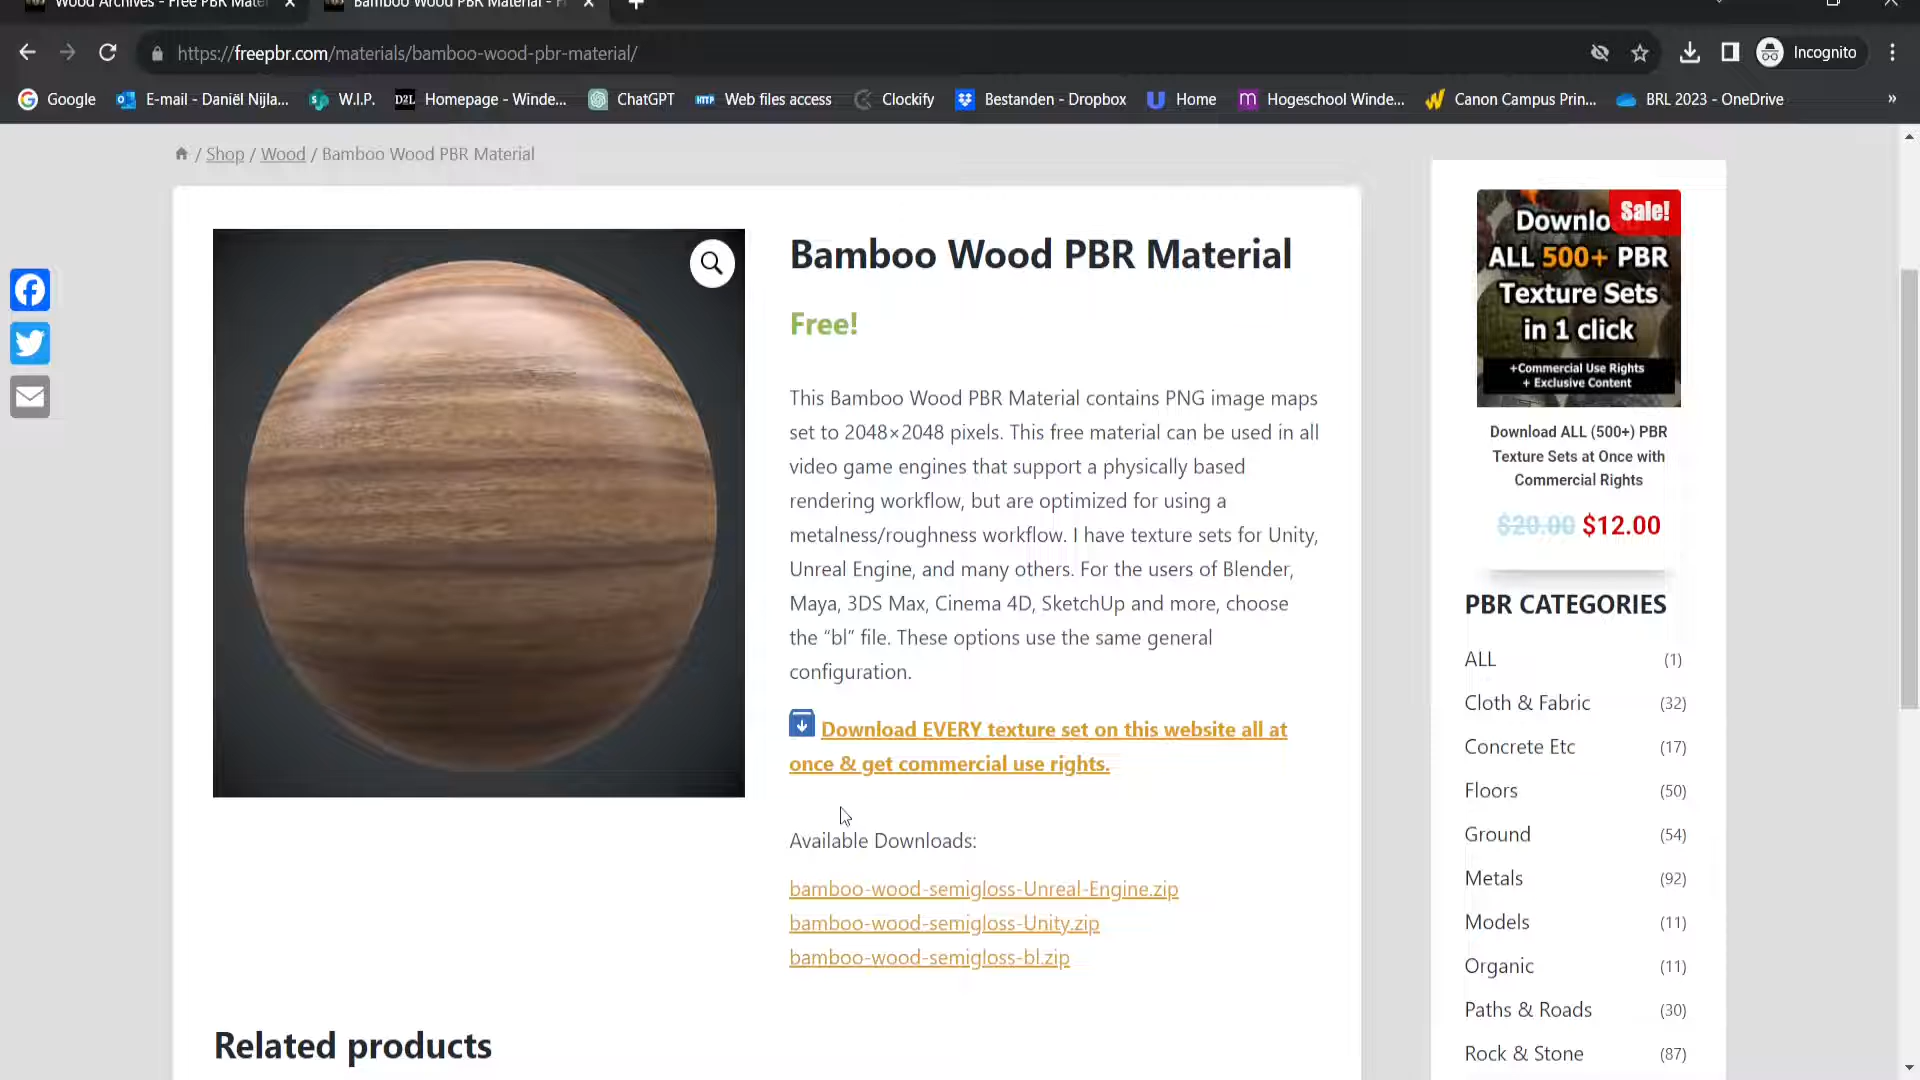 Wood Archives - Free PBR Mater
Bamboo Wood PBR Material - F
https://freepbr.com/materials/bamboo-wood-pbr-material/
Incognito
Google
E-mail - Daniël Nijla...
W.I.P.
D2L
Homepage - Winde...
ChatGPT
HTTP
Web files access
Clockify
Bestanden - Dropbox
Home
Hogeschool Winde...
Canon Campus Prin...
BRL 2023 - OneDrive
»
/ Shop / Wood / Bamboo Wood PBR Material
Bamboo Wood PBR Material
Free!
This Bamboo Wood PBR Material contains PNG image maps
set to 2048×2048 pixels. This free material can be used in all
video game engines that support a physically based
rendering workflow, but are optimized for using a
metalness/roughness workflow. I have texture sets for Unity,
Unreal Engine, and many others. For the users of Blender,
Maya, 3DS Max, Cinema 4D, SketchUp and more, choose
the “bl” file. These options use the same general
configuration.
Download EVERY texture set on this website all at
once & get commercial use rights.
Available Downloads:
bamboo-wood-semigloss-Unreal-Engine.zip
bamboo-wood-semigloss-Unity.zip
bamboo-wood-semigloss-bl.zip
Related products
Sale!
Downlo
ALL 500+ PBR
Texture Sets
in 1 click
+Commercial Use Rights
+ Exclusive Content
Download ALL (500+) PBR
Texture Sets at Once with
Commercial Rights
$20.00 $12.00
PBR CATEGORIES
ALL (1)
Cloth & Fabric (32)
Concrete Etc (17)
Floors (50)
Ground (54)
Metals (92)
Models (11)
Organic (11)
Paths & Roads (30)
Rock & Stone (87)